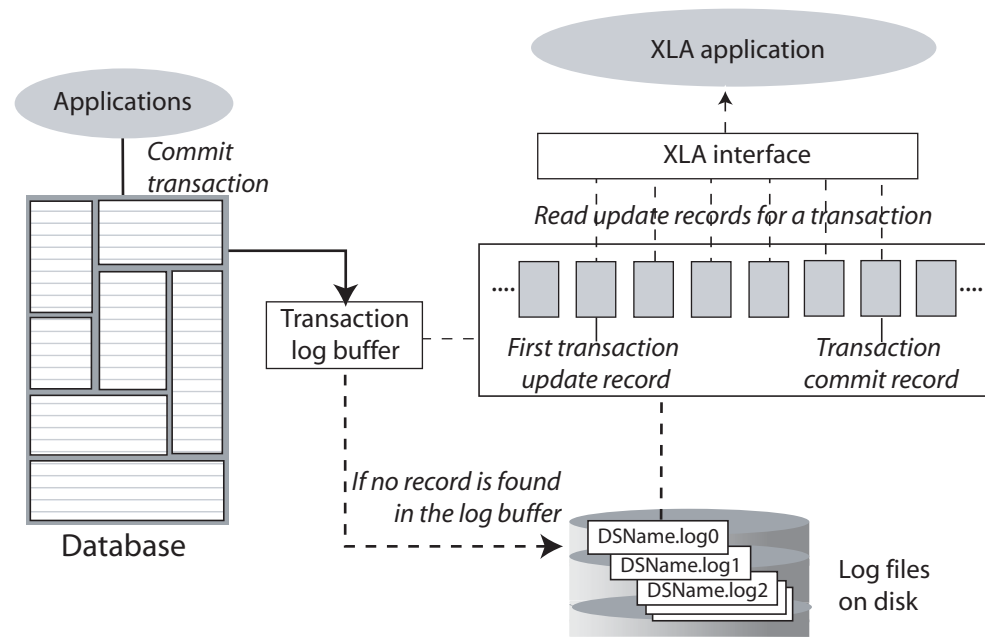 XLA application
Applications
Commit
transaction
XLA interface
Read update records for a transaction
....
....
Transaction
log buffer
First transaction
update record
Transaction
commit record
If no record is found
in the log buffer
Database
DSName.log0
DSName.log1
DSName.log2
Log files
on disk